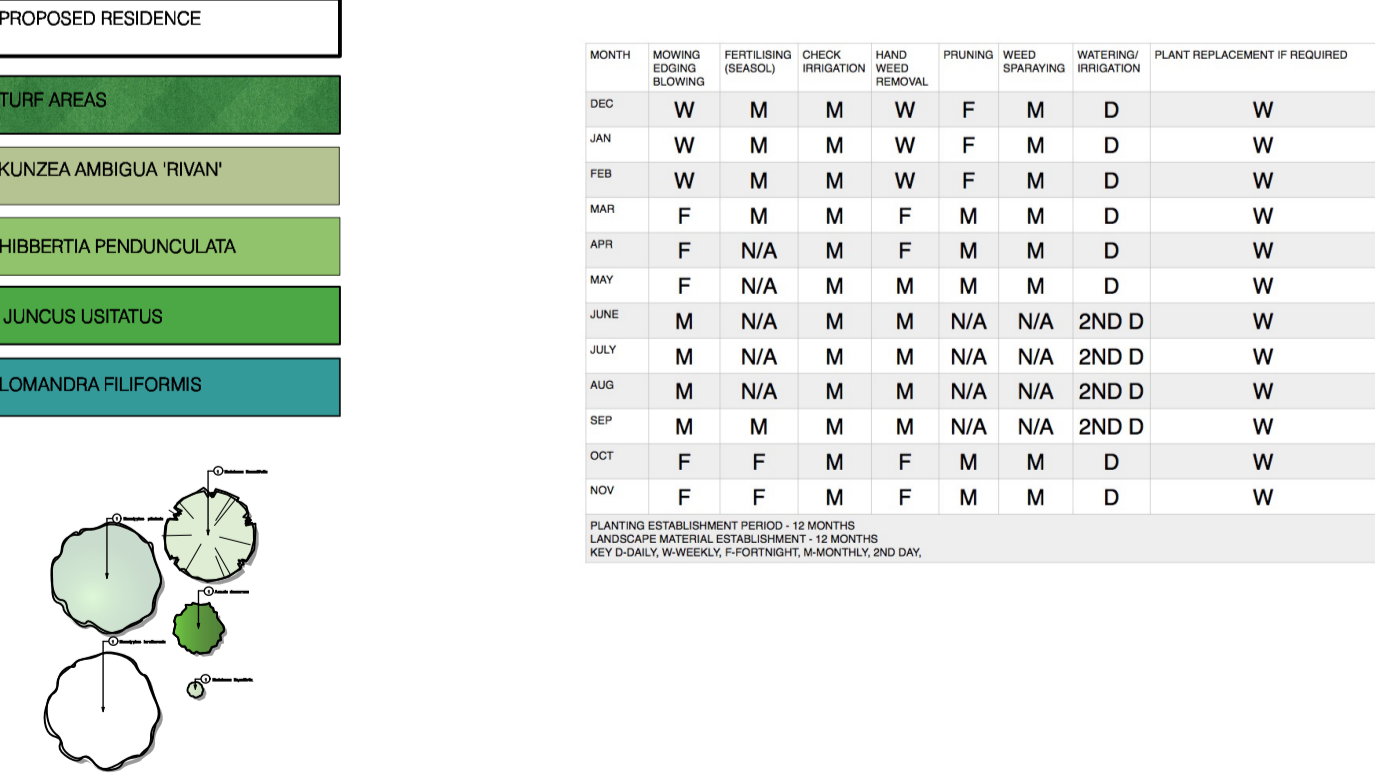 PROPOSED RESIDENCE
TURF AREAS
KUNZEA AMBIGUA 'RIVAN'
HIBBERTIA PENDUNCULATA
JUNCUS USITATUS
LOMANDRA FILIFORMIS
MONTH MOWING EDGING BLOWING FERTILISING (SEASOL) CHECK IRRIGATION HAND WEED REMOVAL PRUNING WEED SPARAYING WATERING/ IRRIGATION PLANT REPLACEMENT IF REQUIRED
DEC W M M W F M D W
JAN W M M W F M D W
FEB W M M W F M D W
MAR F M M F M M D W
APR F N/A M F M M D W
MAY F N/A M M M M D W
JUNE M N/A M M N/A N/A 2ND D W
JULY M N/A M M N/A N/A 2ND D W
AUG M N/A M M N/A N/A 2ND D W
SEP M M M M N/A N/A 2ND D W
OCT F F M F M M D W
NOV F F M F M M D W
PLANTING ESTABLISHMENT PERIOD - 12 MONTHS
LANDSCAPE MATERIAL ESTABLISHMENT - 12 MONTHS
KEY D-DAILY, W-WEEKLY, F-FORTNIGHT, M-MONTHLY, 2ND DAY,